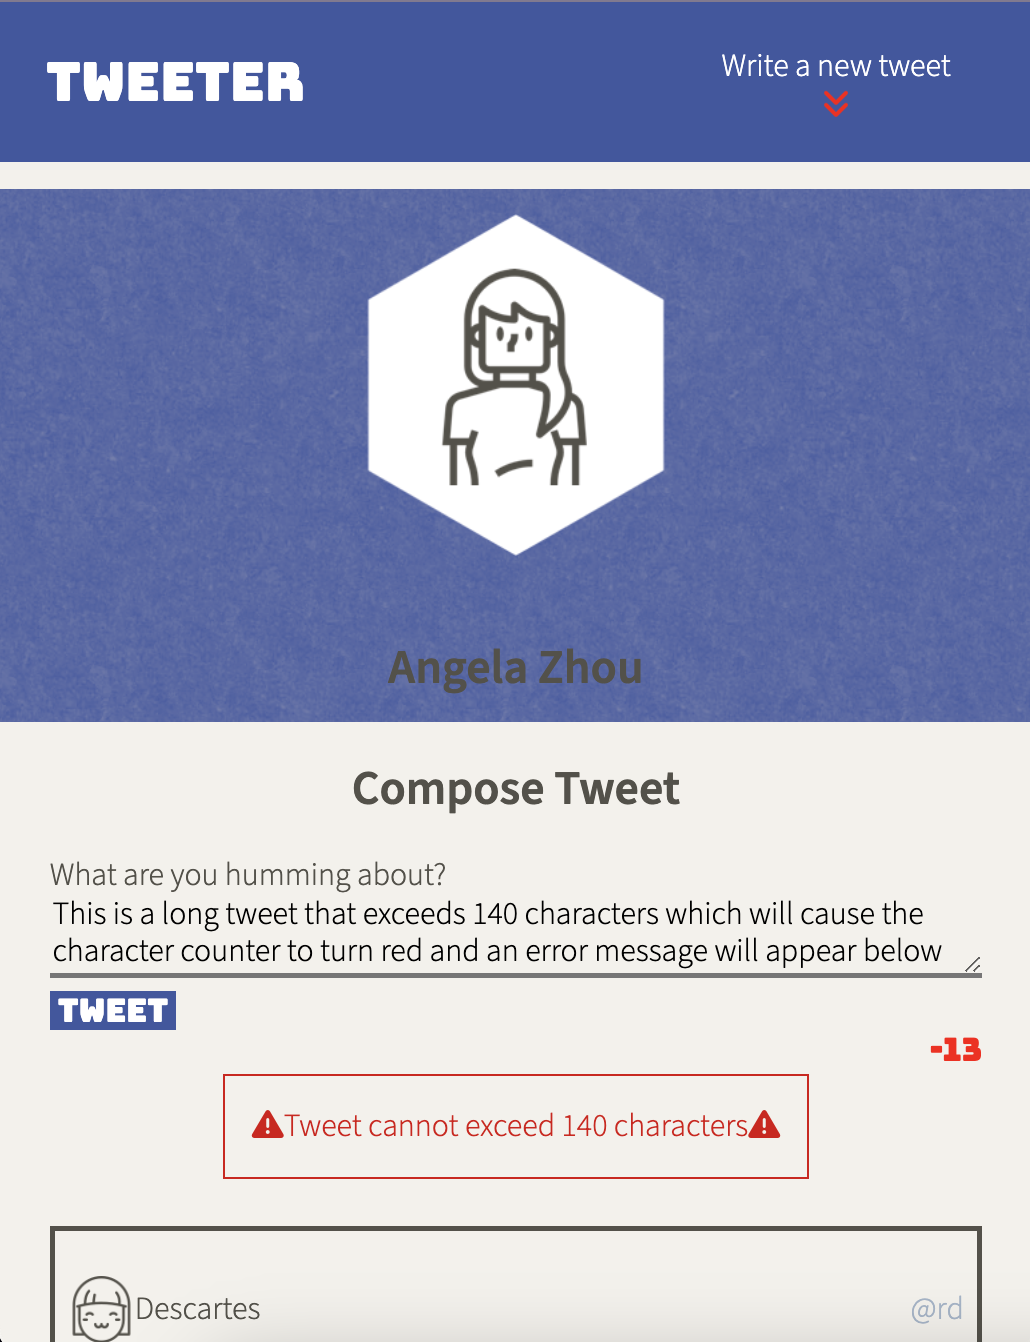 TWEETER
Write a new tweet
Angela Zhou
Compose Tweet
What are you humming about?
This is a long tweet that exceeds 140 characters which will cause the
character counter to turn red and an error message will appear below
TWEET
-13
Tweet cannot exceed 140 characters
Descartes
@rd